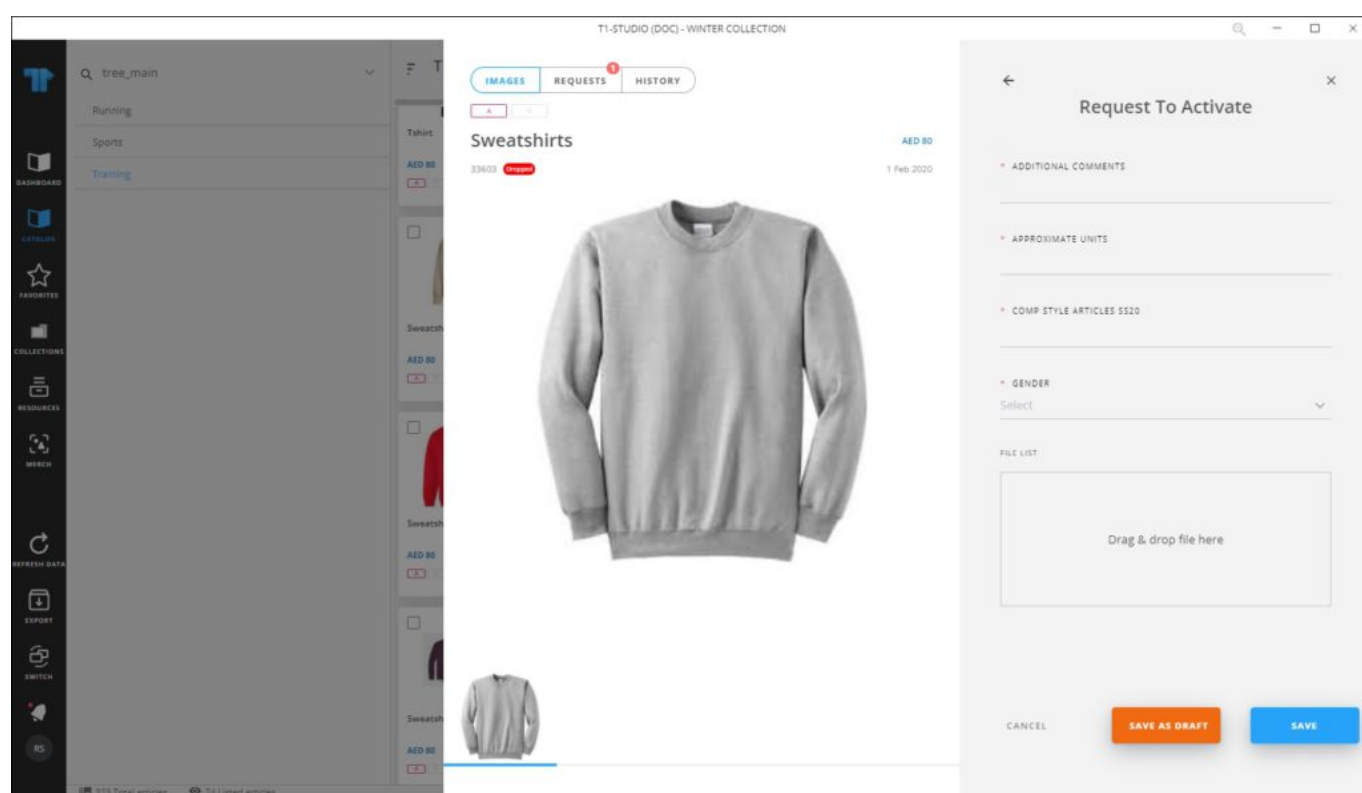 T1-STUDIO (DOC) - WINTER COLLECTION
tree_main
Running
Sports
Training
DASHBOARD
CATALOG
FAVORITES
COLLECTIONS
RESOURCES
MERCH
REFRESH DATA
EXPORT
SWITCH
RS
T
Tshirt
AED 80
A
Sweatsh
AED 80
A
Sweatsh
AED 80
A
Sweatsh
AED 80
A
IMAGES REQUESTS 1 HISTORY
A
Sweatshirts AED 80
33603 Dropped 1 Feb 2020
Request To Activate
* ADDITIONAL COMMENTS
* APPROXIMATE UNITS
* COMP STYLE ARTICLES SS20
* GENDER
Select
FILE LIST
Drag & drop file here
CANCEL SAVE AS DRAFT SAVE